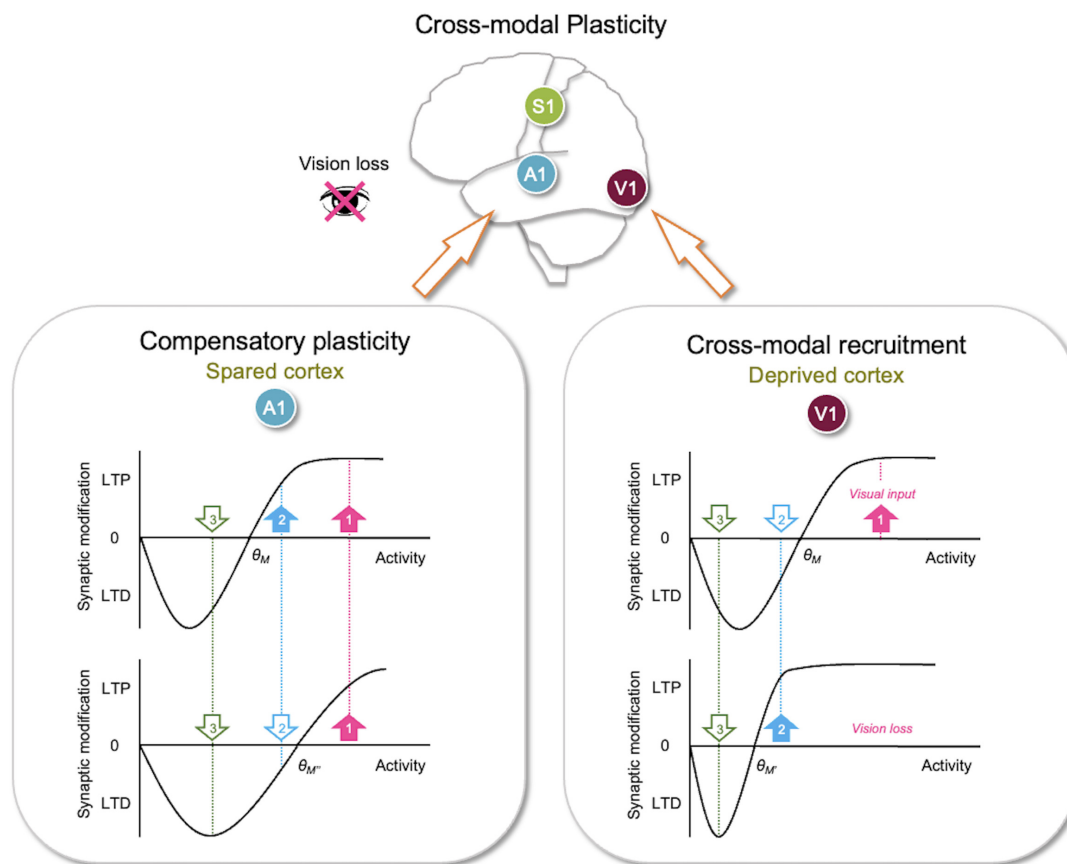 Cross-modal Plasticity
S1
Vision loss
A1
V1
Compensatory plasticity
Spared cortex
A1
Synaptic modification
LTP
0
LTD
3
2
1
θM
Activity
Synaptic modification
LTP
0
LTD
3
2
1
θM''
Activity
Cross-modal recruitment
Deprived cortex
V1
Synaptic modification
LTP
0
LTD
Visual input
3
2
1
θM
Activity
Synaptic modification
LTP
0
LTD
3
2
Vision loss
θM'
Activity